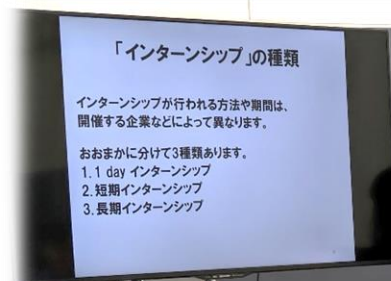 「インターンシップ」の種類
インターンシップが行われる方法や期間は、
開催する企業などによって異なります。
おおまかに分けて3種類あります。
1.1 day インターンシップ
2.短期インターンシップ
3.長期インターンシップ